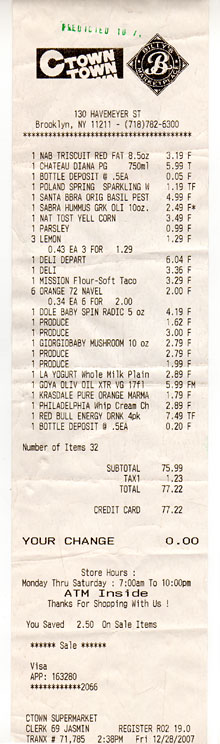 CTOWN
TOWN
BILLY'S
B
MARKETPLACE
130 HAVEMEYER ST
Brooklyn, NY 11211 - (718)782-6300
1 NAB TRISCUIT RED FAT 8.5oz 3.19 F
1 CHATEAU DIANA PG 750ml 5.99 T
1 BOTTLE DEPOSIT @ .5EA 0.05 F
1 POLAND SPRING SPARKLING W 1.19 TF
1 SANTA BBRA ORIG BASIL PEST 4.99 F
1 SABRA HUMMUS GRK OLI 10oz. 2.49 F*
1 NAT TOST YELL CORN 3.49 F
1 PARSLEY 0.99 F
3 LEMON 1.29 F
0.43 EA 3 FOR 1.29
1 DELI DEPART 6.04 F
1 DELI 3.36 F
1 MISSION Flour-Soft Taco 3.29 F
6 ORANGE 72 NAVEL 2.00 F
0.34 EA 6 FOR 2.00
1 DOLE BABY SPIN RADIC 5 oz 4.19 F
1 PRODUCE 1.62 F
1 PRODUCE 3.00 F
1 GIORGIOBABY MUSHROOM 10 oz 2.79 F
1 PRODUCE 2.79 F
1 PRODUCE 1.99 F
1 LA YOGURT Whole Milk Plain 2.89 F
1 GOYA OLIV OIL XTR VG 17fl 5.99 FM
1 KRASDALE PURE ORANGE MARMA 1.79 F
1 PHILADELPHIA Whip Cream Ch 2.89 F
1 RED BULL ENERGY DRNK 4pk 7.49 TF
1 BOTTLE DEPOSIT @ .5EA 0.20 F
Number of Items 32
SUBTOTAL 75.99
TAX1 1.23
TOTAL 77.22
CREDIT CARD 77.22
YOUR CHANGE 0.00
Store Hours :
Monday Thru Saturday : 7:00am To 10:00pm
ATM Inside
Thanks For Shopping With Us !
You Saved 2.50 On Sale Items
****** Sale ******
Visa
APP: 163280
************2066
CTOWN SUPERMARKET
CLERK 69 JASMIN REGISTER R02 19.0
TRANX # 71,785 2:38PM Fri 12/28/2007